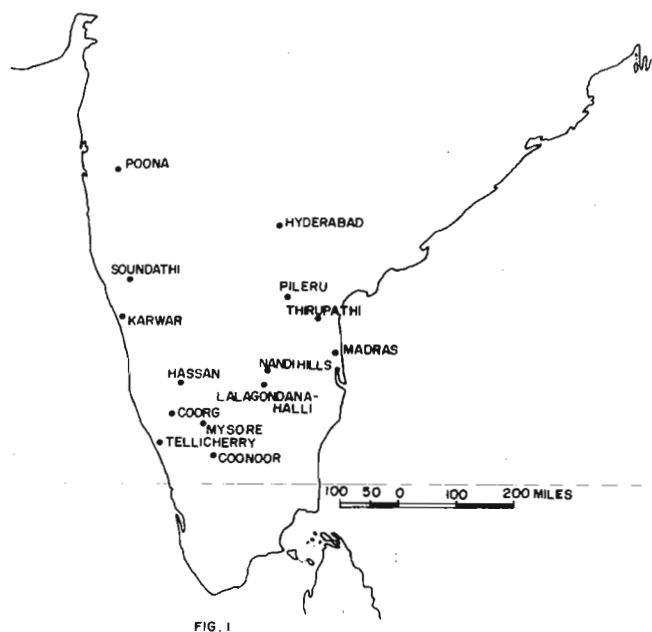 POONA
HYDERABAD
SOUNDATHI
PILERU
THIRUPATHI
KARWAR
MADRAS
NANDIHILLS
HASSAN
LALAGONDANA-
HALLI
COORG
MYSORE
TELLICHERRY
COONOOR
100 50 0 100 200 MILES
FIG. 1